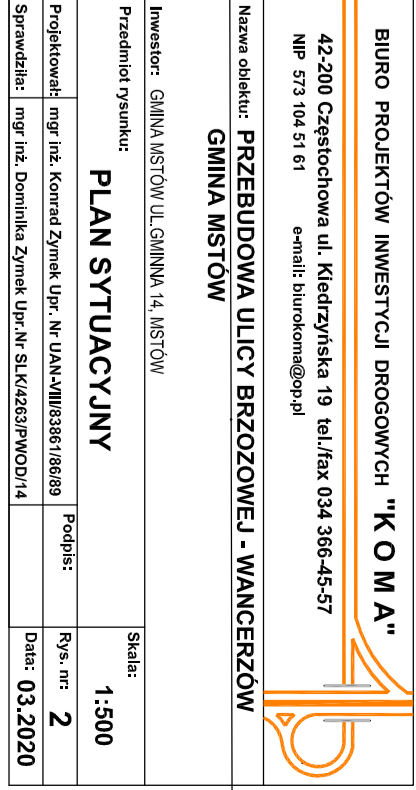 BIURO PROJEKTÓW INWESTYCJI DROGOWYCH "K O M A"
42-200 Częstochowa ul. Kiedrzyńska 19 tel./fax 034 366-45-57
NIP 573 104 51 61 e-mail: biurokoma@op.pl
Nazwa obiektu: PRZEBUDOWA ULICY BRZOZOWEJ - WANCERZÓW
GMINA MSTÓW
Inwestor: GMINA MSTÓW UL.GMINNA 14, MSTÓW
Przedmiot rysunku:
PLAN SYTUACYJNY
Skala:
1:500
Projektował: mgr inż. Konrad Zymek Upr. Nr UAN-VIII/83861/86/89
Podpis:
Rys. nr: 2
Sprawdziła: mgr inż. Dominika Zymek Upr.Nr SLK/4263/PWOD/14
Data: 03.2020